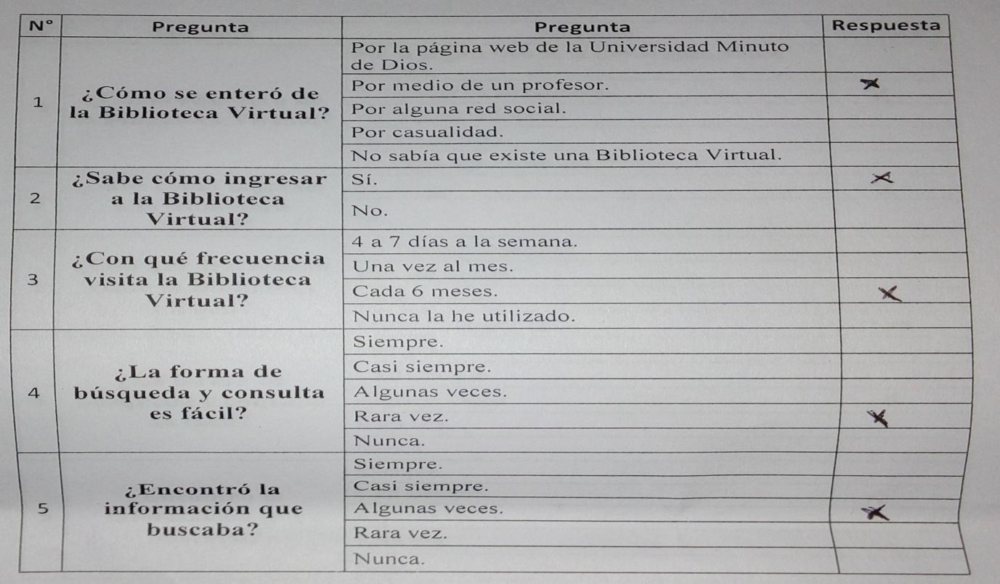 N° Pregunta Pregunta Respuesta
1
¿Cómo se enteró de
la Biblioteca Virtual?
Por la página web de la Universidad Minuto
de Dios.
Por medio de un profesor. X
Por alguna red social.
Por casualidad.
No sabía que existe una Biblioteca Virtual.
2
¿Sabe cómo ingresar
a la Biblioteca
Virtual?
Sí. X
No.
3
¿Con qué frecuencia
visita la Biblioteca
Virtual?
4 a 7 días a la semana.
Una vez al mes.
Cada 6 meses. X
Nunca la he utilizado.
4
¿La forma de
búsqueda y consulta
es fácil?
Siempre.
Casi siempre.
Algunas veces.
Rara vez. X
Nunca.
5
¿Encontró la
información que
buscaba?
Siempre.
Casi siempre.
Algunas veces. X
Rara vez.
Nunca.